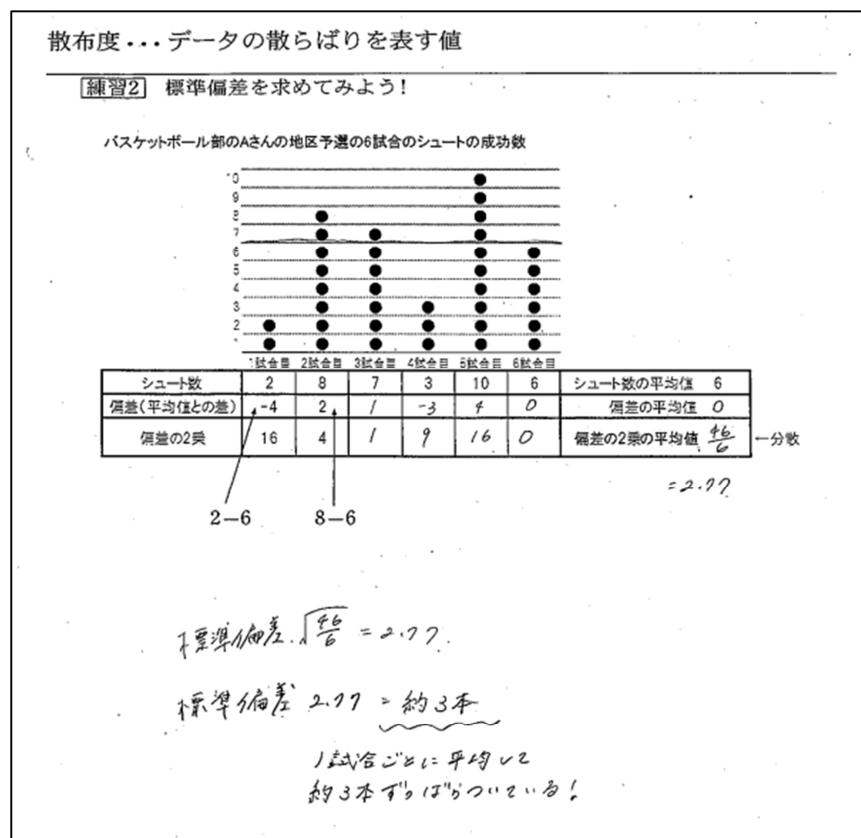 散布度・・・データの散らばりを表す値
練習2 標準偏差を求めてみよう!
バスケットボール部のAさんの地区予選の6試合のシュートの成功数
10
9
8
7
6
5
4
3
2
1試合目 2試合目 3試合目 4試合目 5試合目 6試合目
シュート数 2 8 7 3 10 6 シュート数の平均値 6
偏差(平均値との差) -4 2 1 -3 4 0 偏差の平均値 0
偏差の2乗 16 4 1 9 16 0 偏差の2乗の平均値 46/6 ←分散
=2.77
2-6 8-6
標準偏差 √46/6 = 2.77.
標準偏差 2.77 = 約3本
1試合ごとに平均して
約3本ずつばらついている!